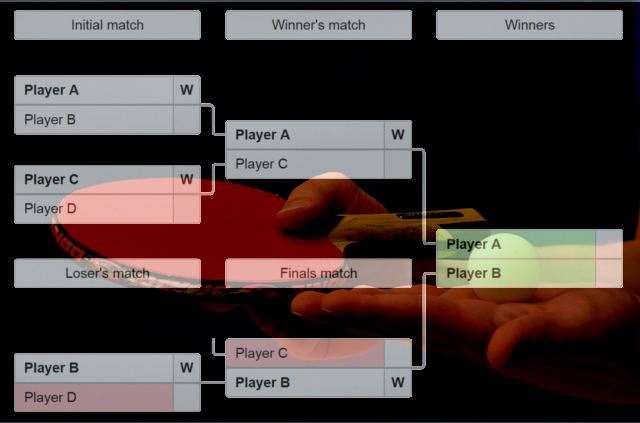 Initial match
Winner's match
Winners
Player A W
Player B
Player C W
Player D
Player A W
Player C
Player A
Player B
Loser's match
Finals match
Player B W
Player D
Player C
Player B W